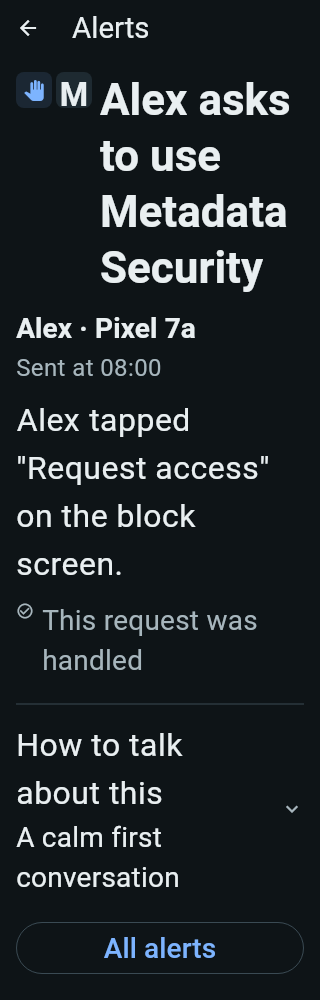 Alerts
M
Alex asks
to use
Metadata
Security
Alex · Pixel 7a
Sent at 08:00
Alex tapped
"Request access"
on the block
screen.
This request was
handled
How to talk
about this
A calm first
conversation
All alerts